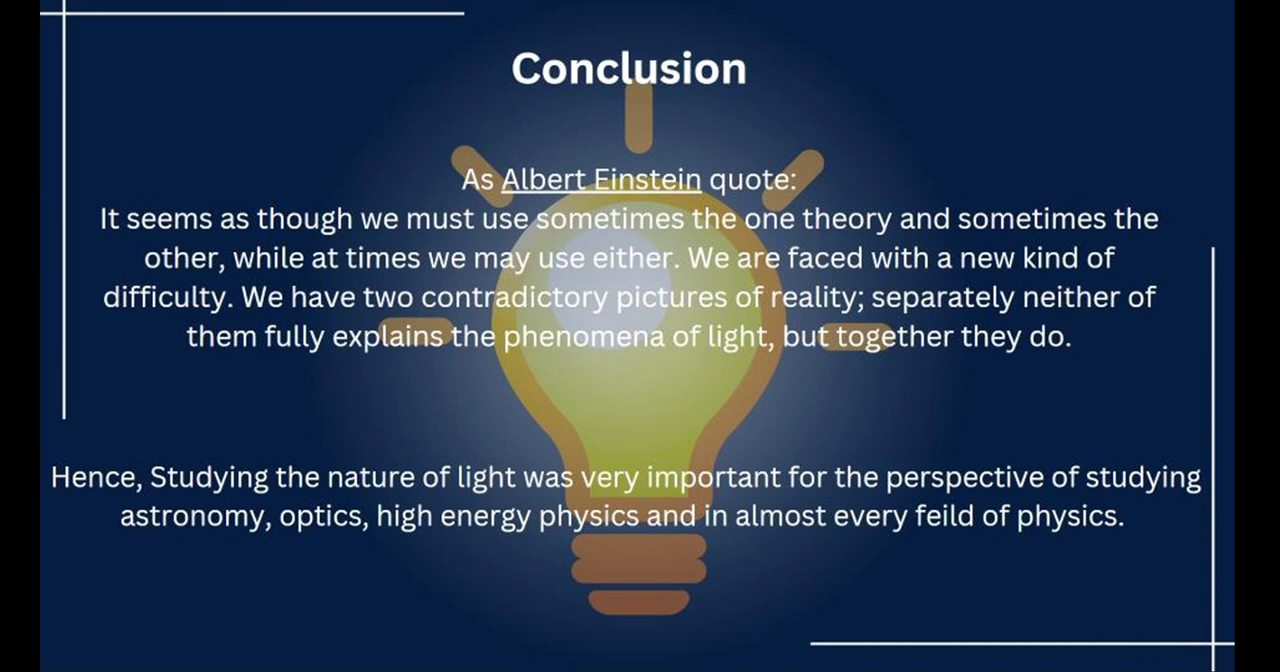 Conclusion
As Albert Einstein quote:
It seems as though we must use sometimes the one theory and sometimes the
other, while at times we may use either. We are faced with a new kind of
difficulty. We have two contradictory pictures of reality; separately neither of
them fully explains the phenomena of light, but together they do.
Hence, Studying the nature of light was very important for the perspective of studying
astronomy, optics, high energy physics and in almost every feild of physics.